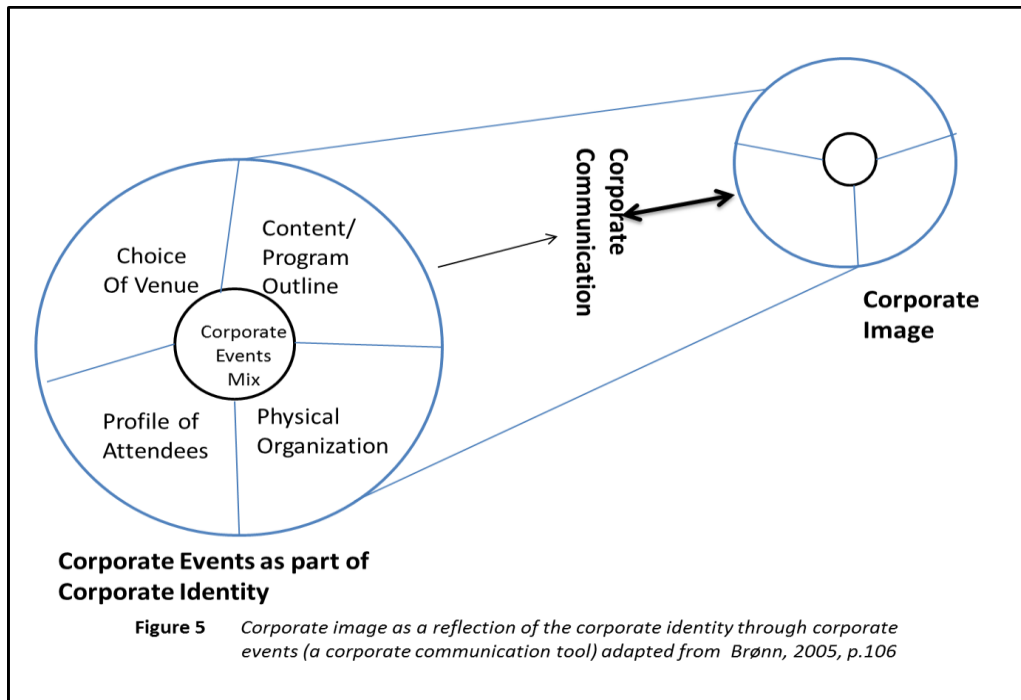 Choice
Of Venue
Content/
Program
Outline
Corporate
Events
Mix
Profile of
Attendees
Physical
Organization
Corporate
Communication
Corporate
Image
Corporate Events as part of
Corporate Identity
Figure 5 Corporate image as a reflection of the corporate identity through corporate
events (a corporate communication tool) adapted from Brønn, 2005, p.106